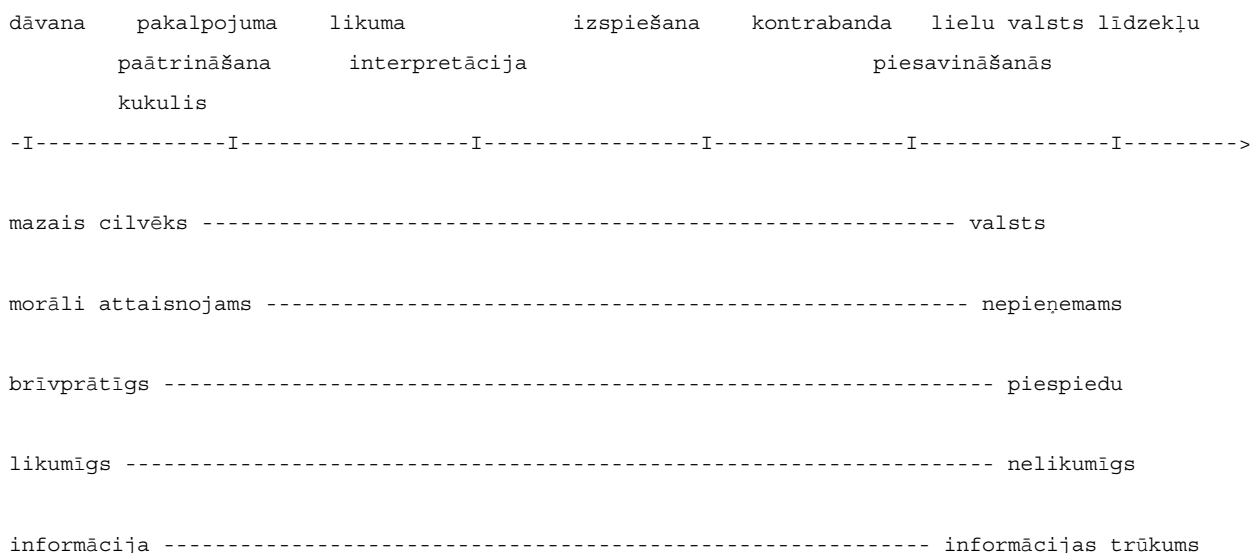 dāvana pakalpojuma likuma izspiešana kontrabanda lielu valsts līdzekļu
paātrināšana interpretācija piesavināšanās
kukulis
-I---------------I------------------I-----------------I---------------I---------------I--------->
mazais cilvēks ----------------------------------------------------------- valsts
morāli attaisnojams ------------------------------------------------------- nepieņemams
brīvprātīgs ----------------------------------------------------------------- piespiedu
likumīgs -------------------------------------------------------------------- nelikumīgs
informācija ------------------------------------------------------------ informācijas trūkums